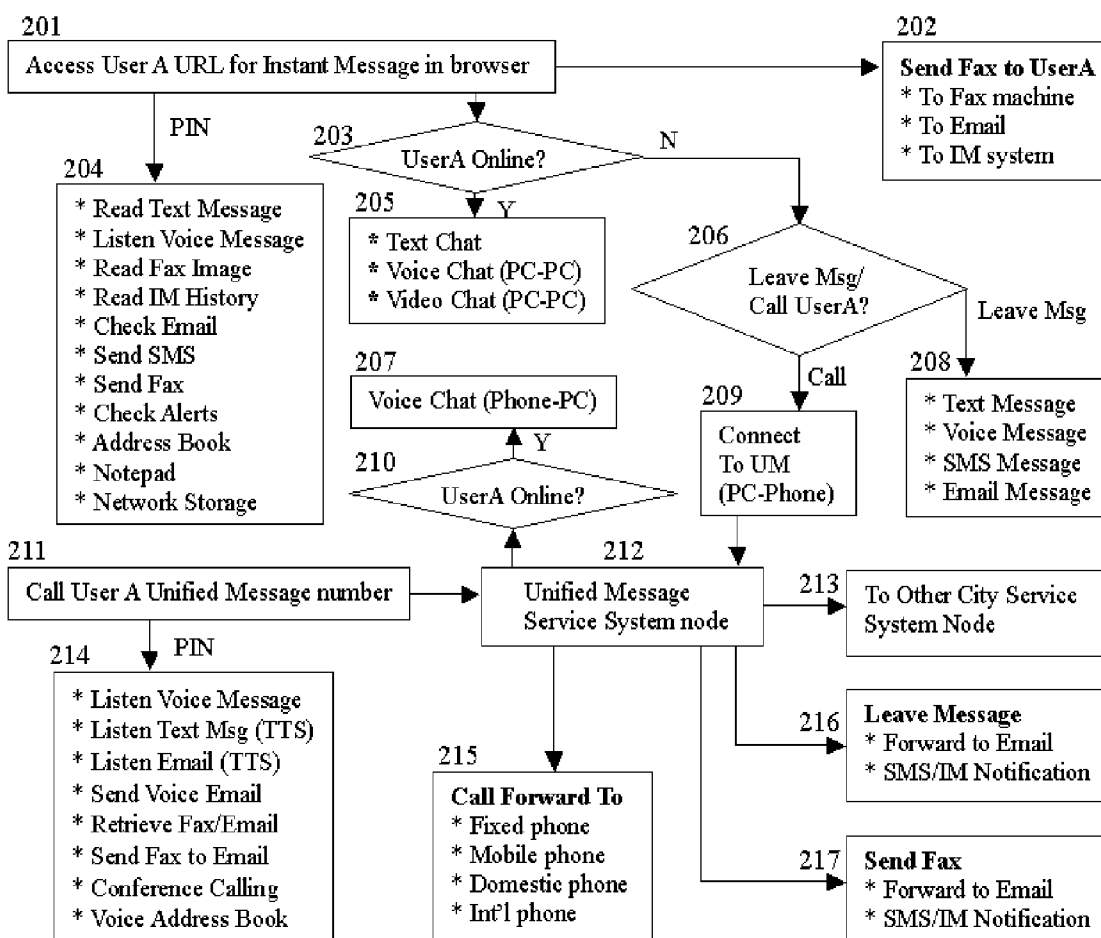 201
Access User A URL for Instant Message in browser
202
Send Fax to UserA
* To Fax machine
* To Email
* To IM system
PIN
203
UserA Online?
N
Y
204
* Read Text Message
* Listen Voice Message
* Read Fax Image
* Read IM History
* Check Email
* Send SMS
* Send Fax
* Check Alerts
* Address Book
* Notepad
* Network Storage
205
* Text Chat
* Voice Chat (PC-PC)
* Video Chat (PC-PC)
206
Leave Msg/
Call UserA?
Leave Msg
Call
207
Voice Chat (Phone-PC)
Y
208
* Text Message
* Voice Message
* SMS Message
* Email Message
209
Connect
To UM
(PC-Phone)
210
UserA Online?
211
Call User A Unified Message number
212
Unified Message
Service System node
213
To Other City Service
System Node
PIN
214
* Listen Voice Message
* Listen Text Msg (TTS)
* Listen Email (TTS)
* Send Voice Email
* Retrieve Fax/Email
* Send Fax to Email
* Conference Calling
* Voice Address Book
215
Call Forward To
* Fixed phone
* Mobile phone
* Domestic phone
* Int'l phone
216
Leave Message
* Forward to Email
* SMS/IM Notification
217
Send Fax
* Forward to Email
* SMS/IM Notification